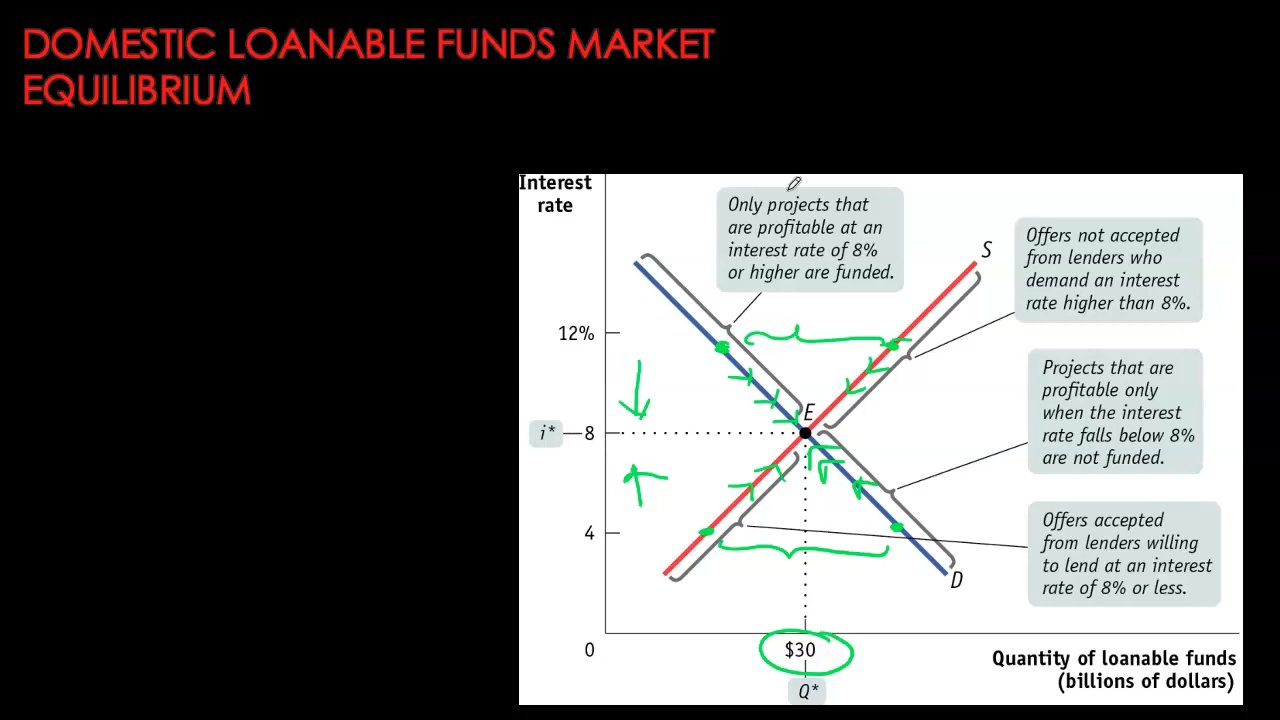 DOMESTIC LOANABLE FUNDS MARKET
EQUILIBRIUM
Interest
rate
Only projects that
are profitable at an
interest rate of 8%
or higher are funded.
S
Offers not accepted
from lenders who
demand an interest
rate higher than 8%.
12%
Projects that are
profitable only
when the interest
rate falls below 8%
are not funded.
E
i*
8
4
Offers accepted
from lenders willing
to lend at an interest
rate of 8% or less.
D
0
$30
Quantity of loanable funds
(billions of dollars)
Q*